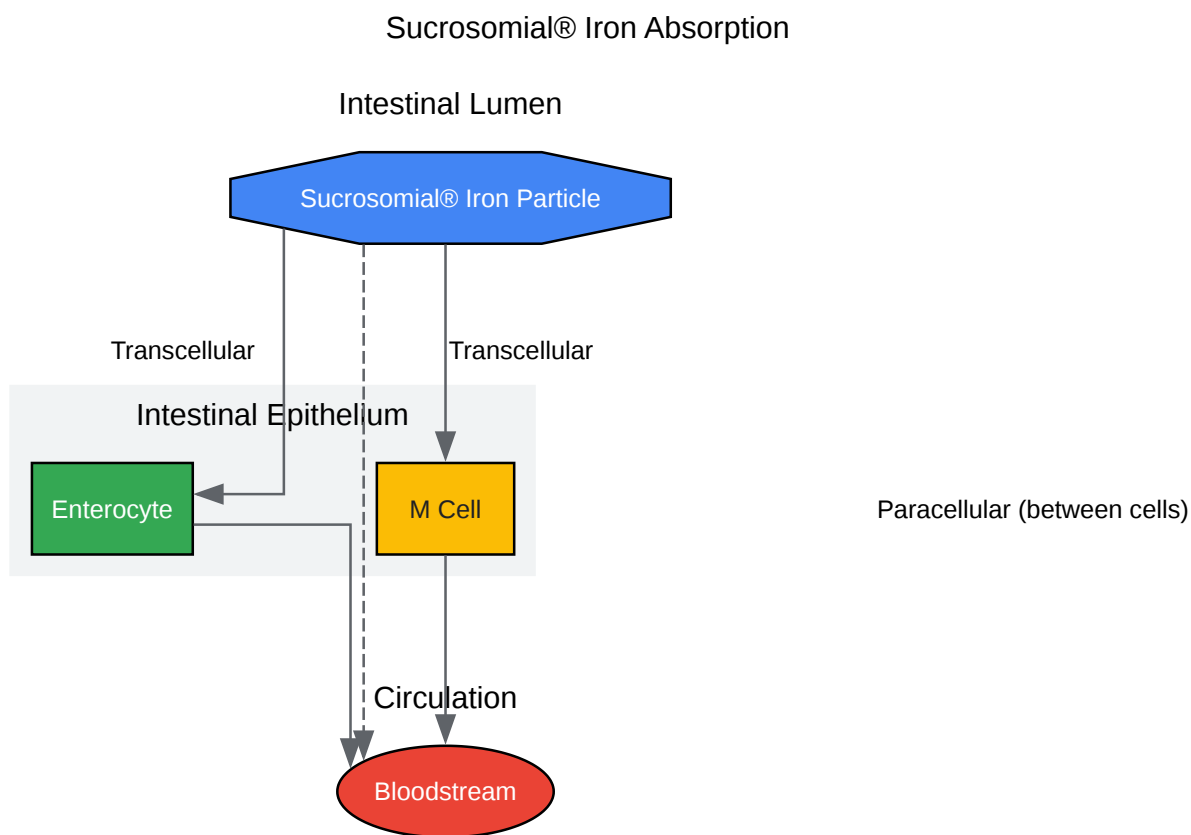 Sucrosomial® Iron Absorption
Intestinal Lumen
Sucrosomial® Iron Particle
Transcellular
Transcellular
Intestinal Epithelium
Enterocyte
M Cell
Paracellular (between cells)
Circulation
Bloodstream